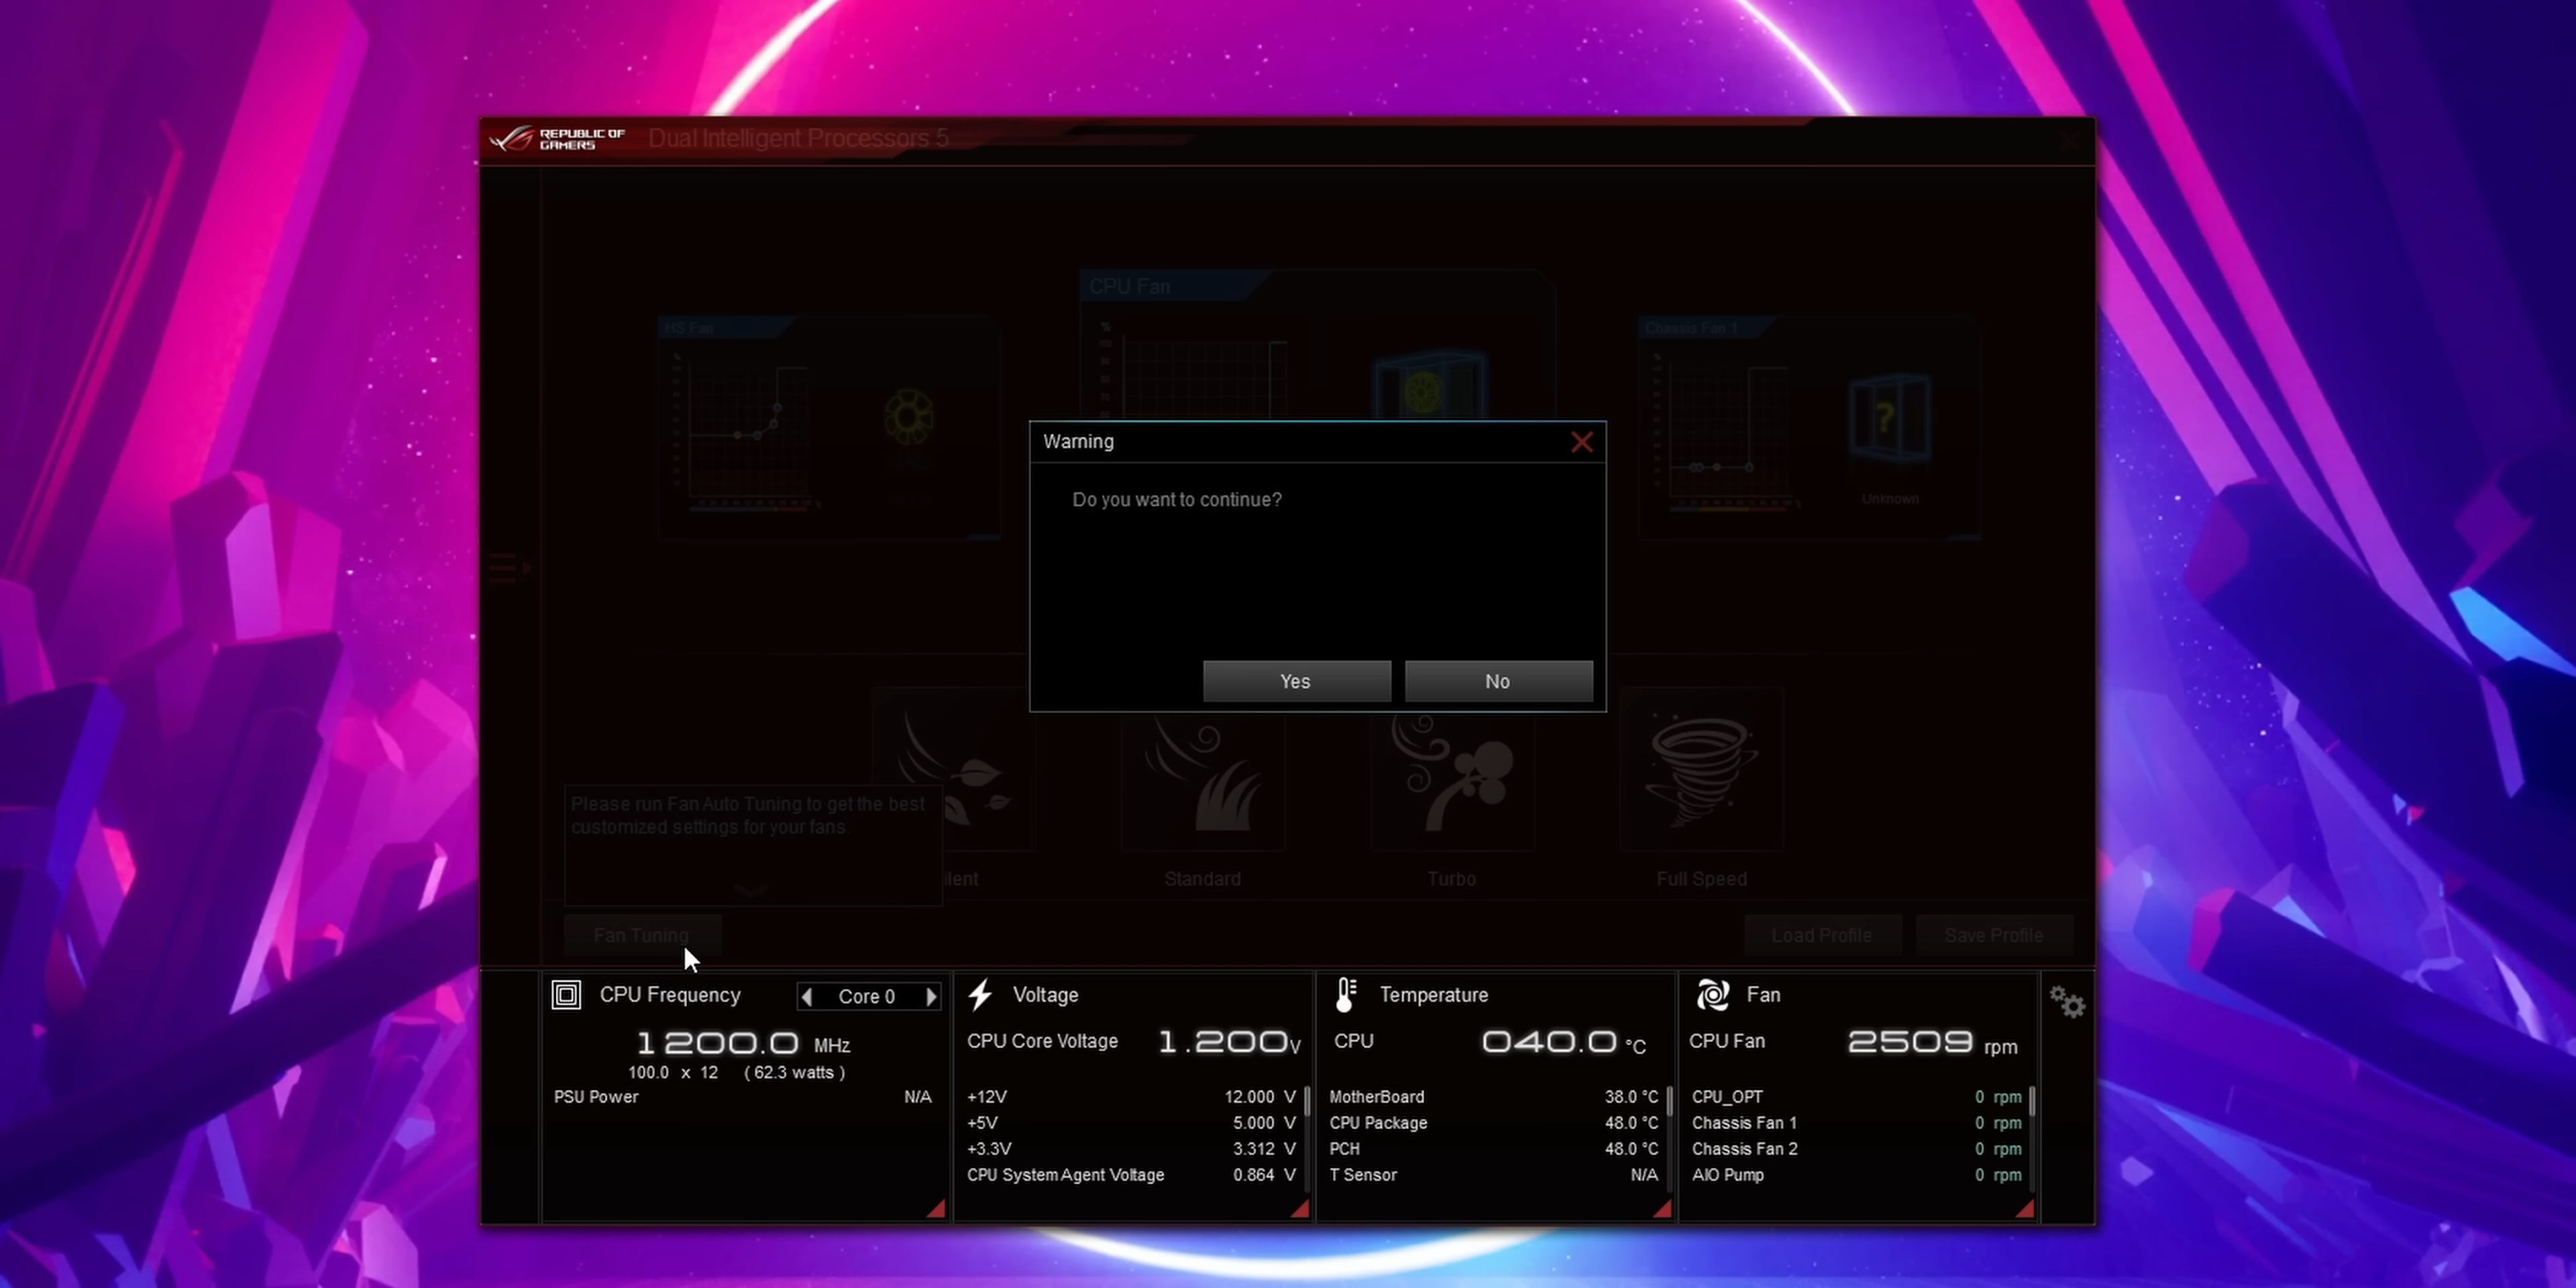 REPUBLIC OF
GAMERS
Dual Intelligent Processors 5
CPU Fan
HS Fan
Chassis Fan 1
Unknown
Warning
Do you want to continue?
Yes
No
Please run Fan Auto Tuning to get the best
customized settings for your fans.
ilent
Standard
Turbo
Full Speed
Fan Tuning
Load Profile
Save Profile
CPU Frequency
Core 0
1200.0 MHz
100.0 x 12 ( 62.3 watts )
PSU Power N/A
Voltage
CPU Core Voltage 1.200 V
+12V 12.000 V
+5V 5.000 V
+3.3V 3.312 V
CPU System Agent Voltage 0.864 V
Temperature
CPU 040.0 °C
MotherBoard 38.0 °C
CPU Package 48.0 °C
PCH 48.0 °C
T Sensor N/A
Fan
CPU Fan 2509 rpm
CPU_OPT 0 rpm
Chassis Fan 1 0 rpm
Chassis Fan 2 0 rpm
AIO Pump 0 rpm